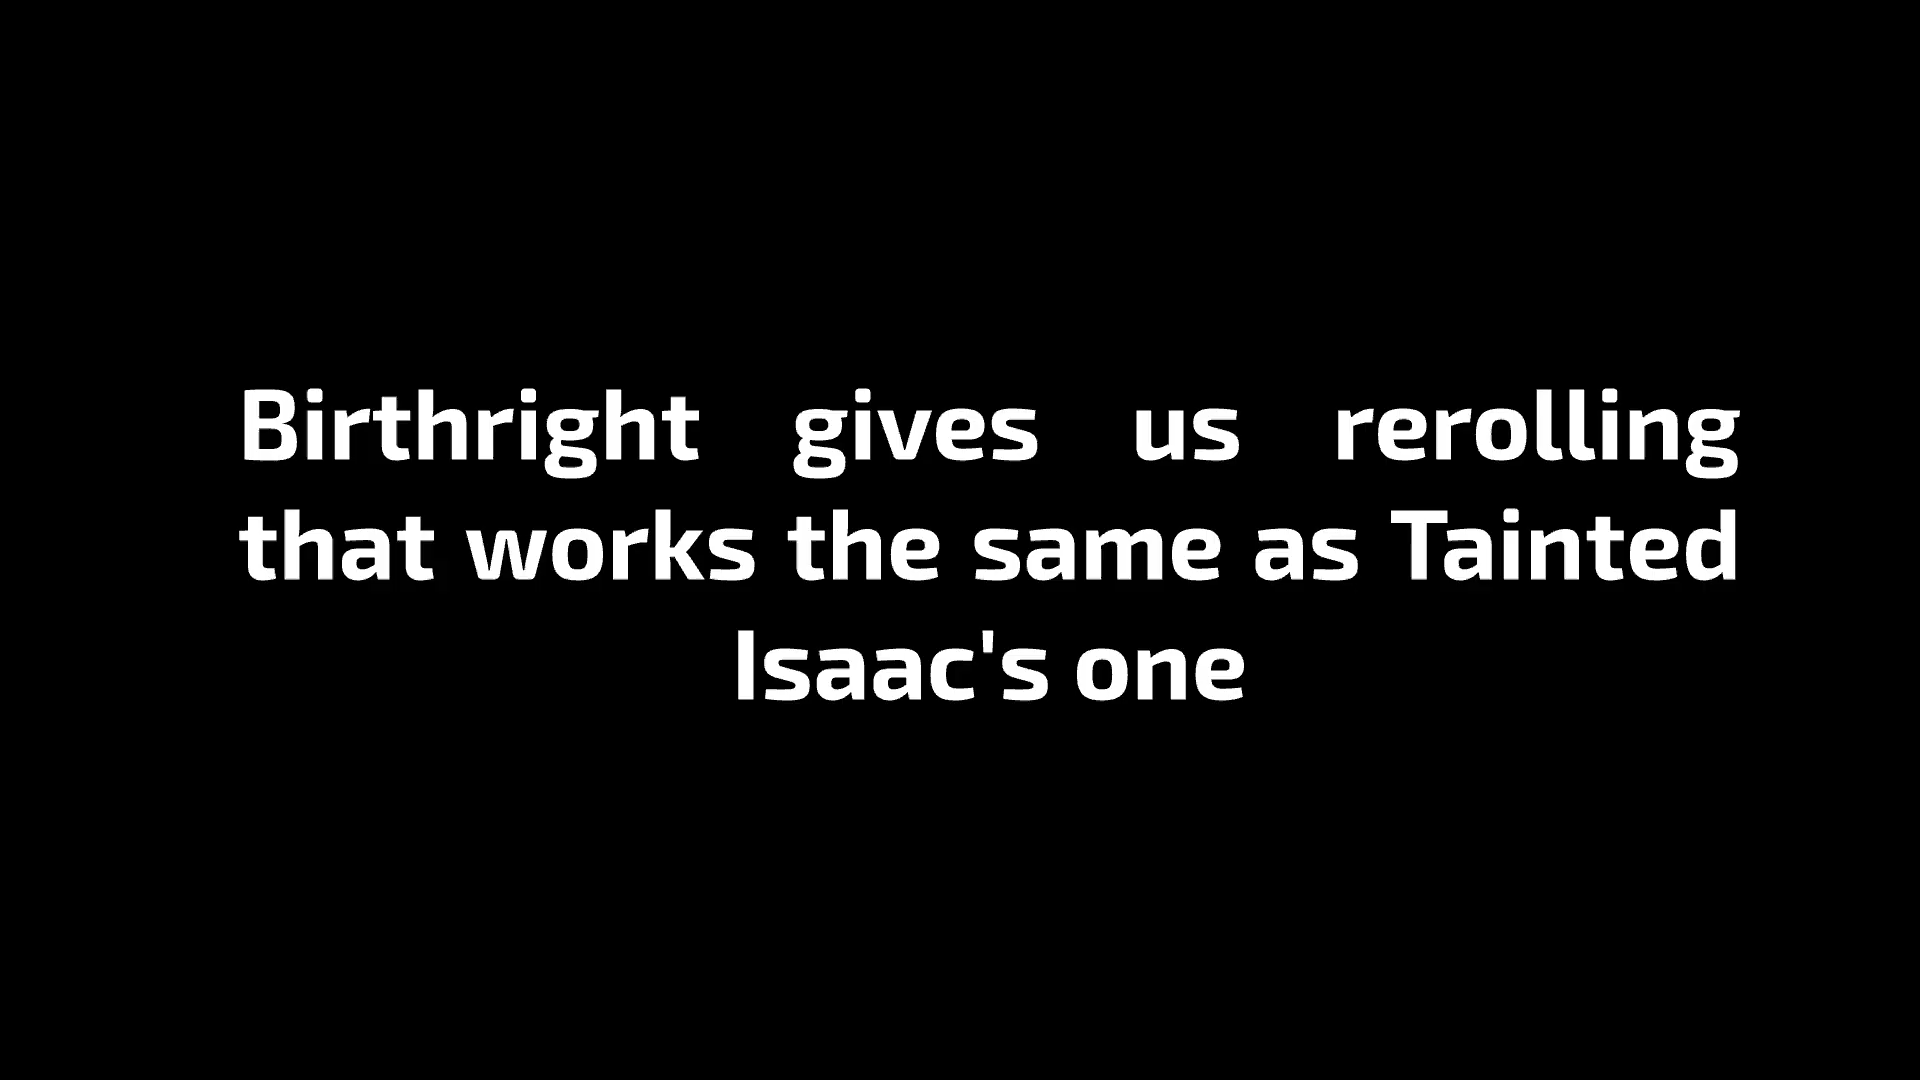 Birthright gives us rerolling
that works the same as Tainted
Isaac's one